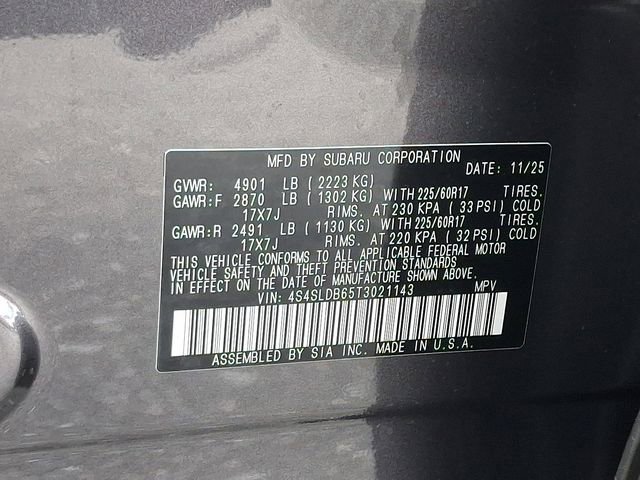 MFD BY SUBARU CORPORATION
DATE: 11/25
GVWR: 4901 LB ( 2223 KG)
GAWR:F 2870 LB ( 1302 KG) WITH 225/60R17 TIRES.
17X7J RIMS. AT 230 KPA ( 33 PSI) COLD
GAWR:R 2491 LB ( 1130 KG) WITH 225/60R17 TIRES.
17X7J RIMS. AT 220 KPA ( 32 PSI) COLD
THIS VEHICLE CONFORMS TO ALL APPLICABLE FEDERAL MOTOR
VEHICLE SAFETY AND THEFT PREVENTION STANDARDS
IN EFFECT ON THE DATE OF MANUFACTURE SHOWN ABOVE.
VIN: 4S4SLDB65T3021143 MPV
ASSEMBLED BY SIA INC. MADE IN U.S.A.